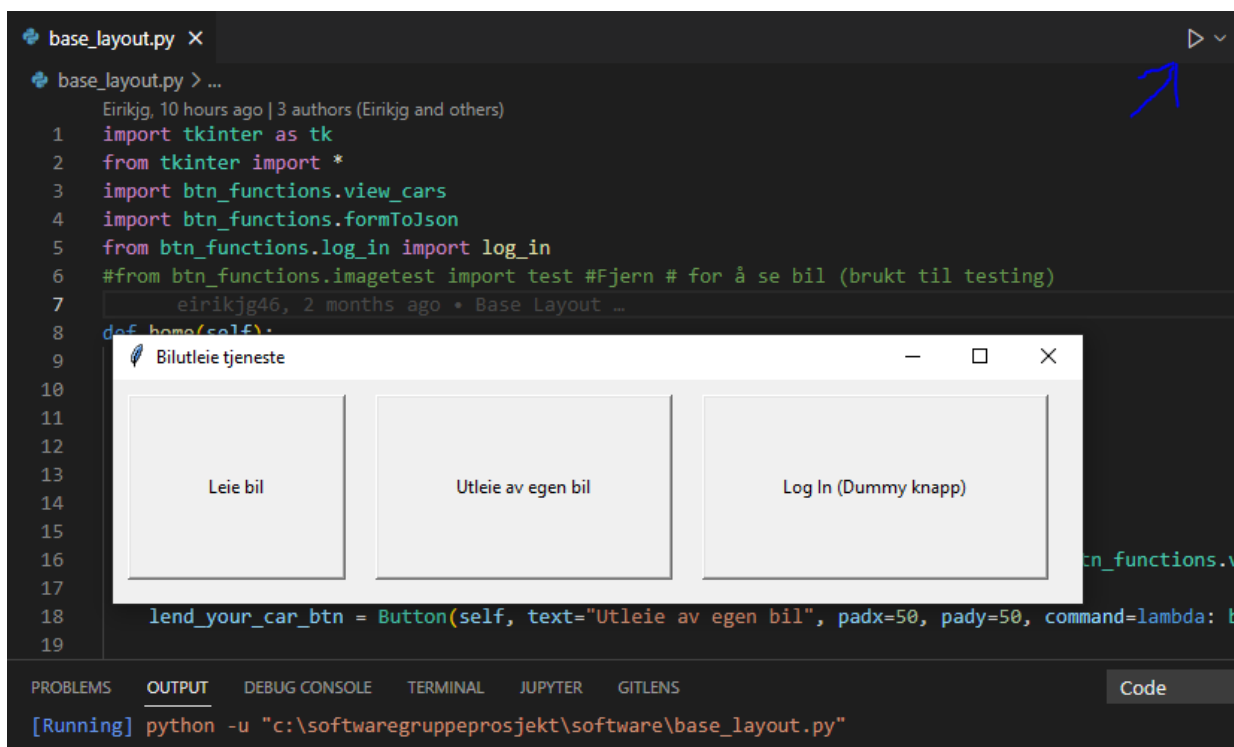 base_layout.py
base_layout.py > ...
Eirikjg, 10 hours ago | 3 authors (Eirikjg and others)
1 import tkinter as tk
2 from tkinter import *
3 import btn_functions.view_cars
4 import btn_functions.formToJson
5 from btn_functions.log_in import log_in
6 #from btn_functions.imagetest import test #Fjern # for å se bil (brukt til testing)
7 eirikjg46, 2 months ago • Base Layout …
8 def home(self):
9
Bilutleie tjeneste
10
11
12
13
Leie bil
Utleie av egen bil
Log In (Dummy knapp)
14
15
16 tn_functions.v
17
18 lend_your_car_btn = Button(self, text="Utleie av egen bil", padx=50, pady=50, command=lambda: b
19
PROBLEMS OUTPUT DEBUG CONSOLE TERMINAL JUPYTER GITLENS Code
[Running] python -u "c:\softwaregruppeprosjekt\software\base_layout.py"